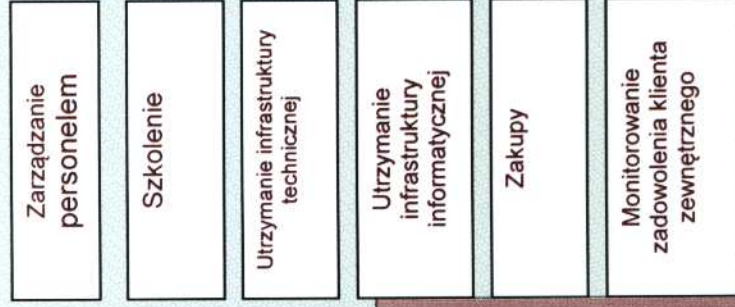 Zarządzanie
personelem
Szkolenie
Utrzymanie infrastruktury
technicznej
Utrzymanie
infrastruktury
informatycznej
Zakupy
Monitorowanie
zadowolenia klienta
zewnętrznego